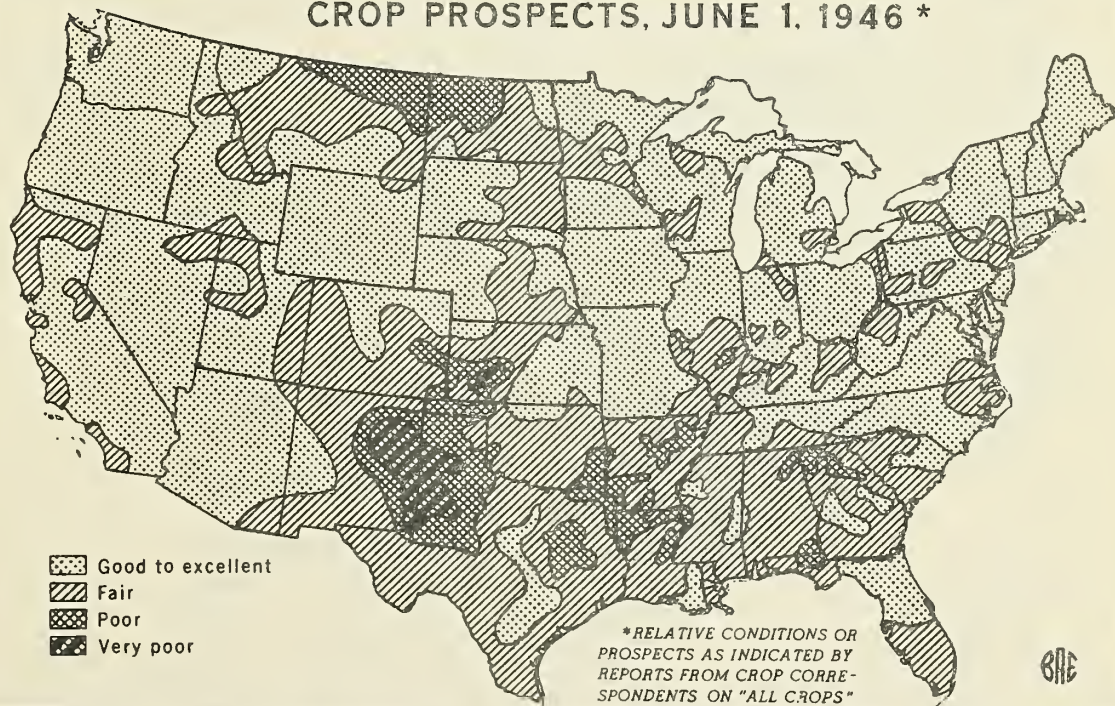 CROP PROSPECTS, JUNE 1, 1946 *
Good to excellent
Fair
Poor
Very poor
*RELATIVE CONDITIONS OR
PROSPECTS AS INDICATED BY
REPORTS FROM CROP CORRE-
SPONDENTS ON "ALL CROPS"
BAE